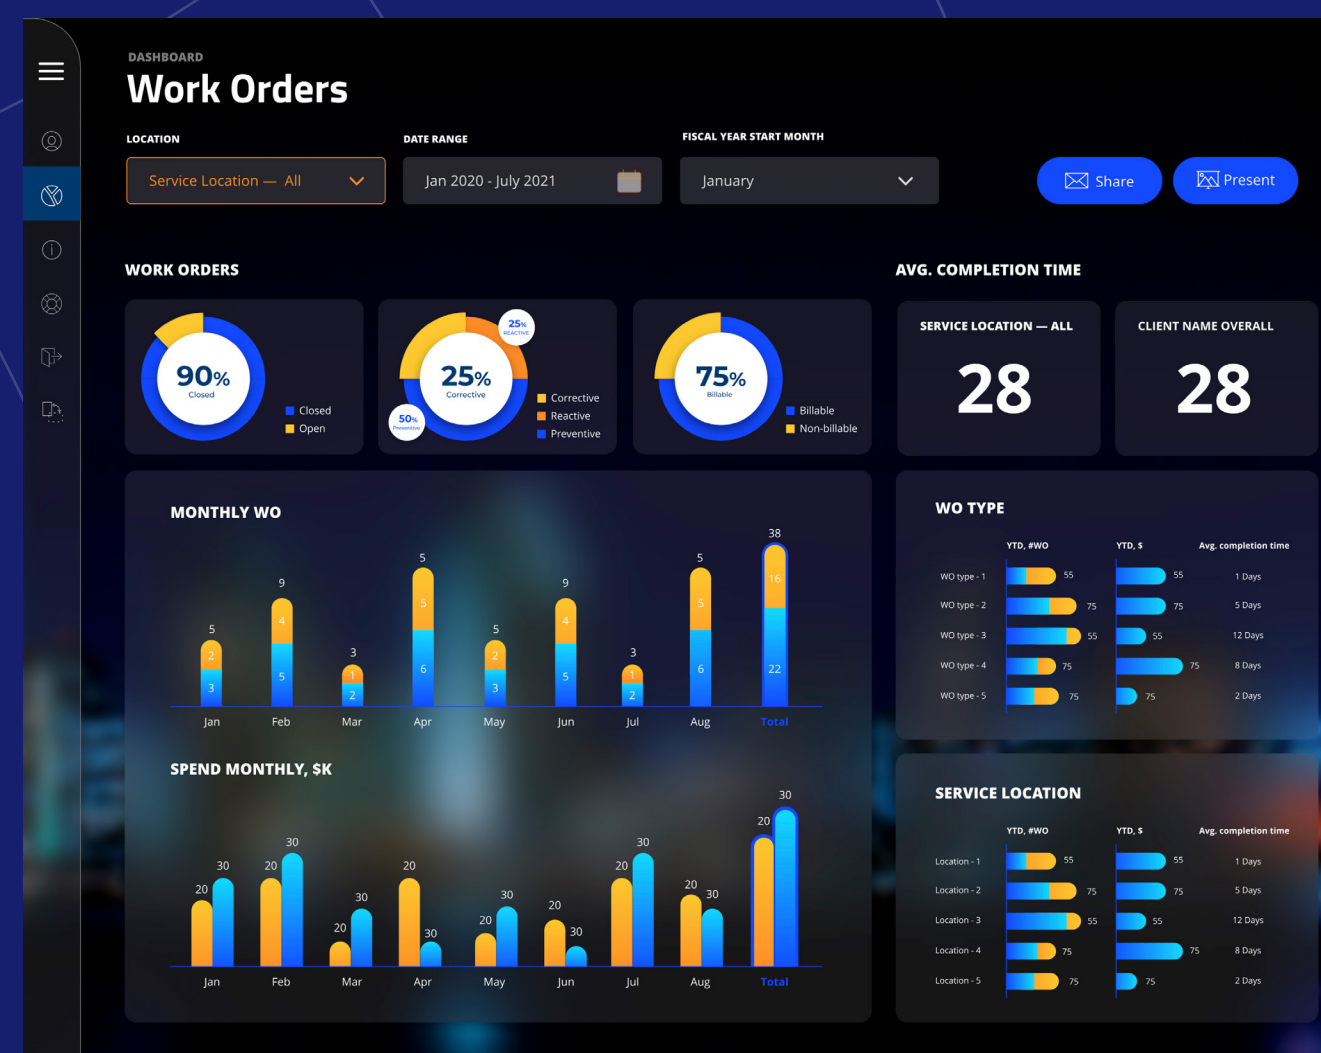 DASHBOARD
Work Orders
LOCATION
DATE RANGE
FISCAL YEAR START MONTH
Service Location — All
Jan 2020 - July 2021
January
Share
Present
WORK ORDERS
AVG. COMPLETION TIME
90%
Closed
Closed
Open
25%
REACTIVE
25%
Corrective
50%
Preventive
Corrective
Reactive
Preventive
75%
Billable
Billable
Non-billable
SERVICE LOCATION — ALL
28
CLIENT NAME OVERALL
28
MONTHLY WO
5
2
3
9
4
5
3
1
2
5
5
6
5
2
3
9
4
5
3
1
2
5
5
6
38
16
22
Jan Feb Mar Apr May Jun Jul Aug Total
SPEND MONTHLY, $K
20 30
20 30
20 30
20 30
20 30
20 30
20 30
20 30
20 30
Jan Feb Mar Apr May Jun Jul Aug Total
WO TYPE
YTD, #WO YTD, $ Avg. completion time
WO type - 1 55 55 1 Days
WO type - 2 75 75 5 Days
WO type - 3 55 55 12 Days
WO type - 4 75 75 8 Days
WO type - 5 75 75 2 Days
SERVICE LOCATION
YTD, #WO YTD, $ Avg. completion time
Location - 1 55 55 1 Days
Location - 2 75 75 5 Days
Location - 3 55 55 12 Days
Location - 4 75 75 8 Days
Location - 5 75 75 2 Days